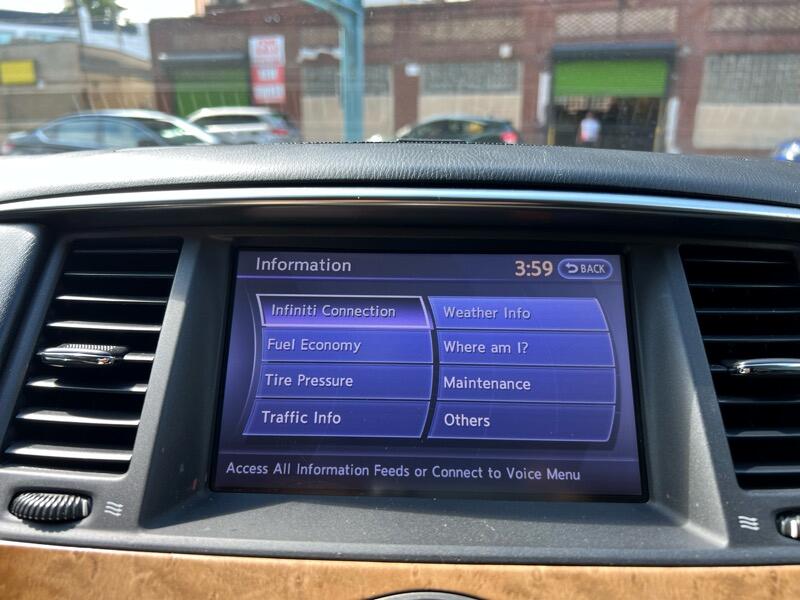 Information
3:59
BACK
Infiniti Connection
Weather Info
Fuel Economy
Where am I?
Tire Pressure
Maintenance
Traffic Info
Others
Access All Information Feeds or Connect to Voice Menu